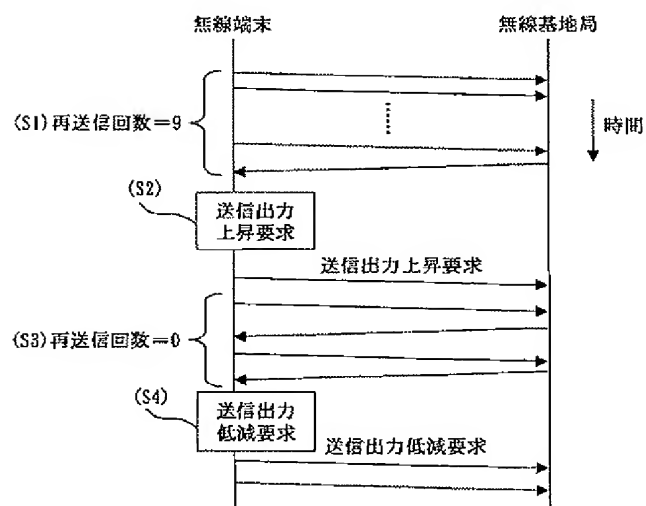 無線端末
無線基地局
(S1)再送信回数=9
時間
(S2)
送信出力
上昇要求
送信出力上昇要求
(S3)再送信回数=0
(S4)
送信出力
低減要求
送信出力低減要求